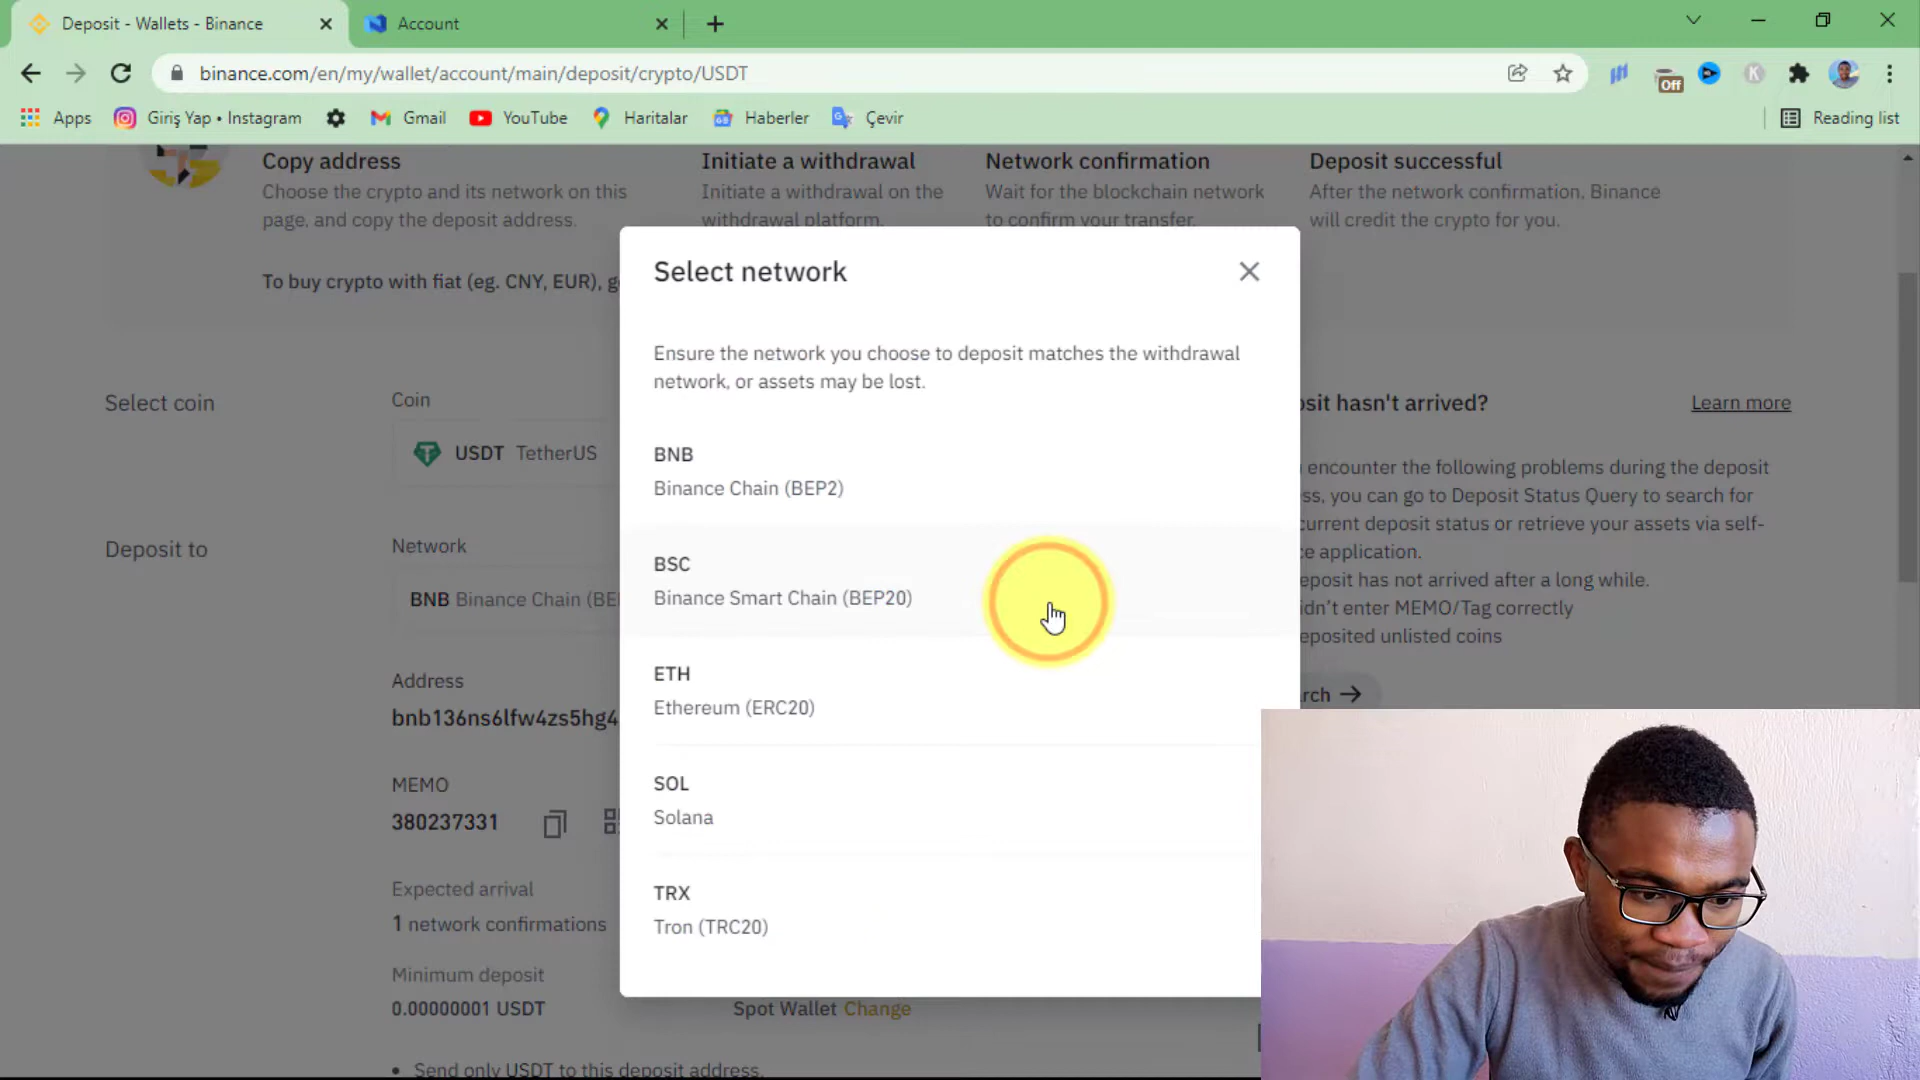 Deposit - Wallets - Binance
Account
binance.com/en/my/wallet/account/main/deposit/crypto/USDT
Off
K
Apps
Giriş Yap • Instagram
Gmail
YouTube
Haritalar
Haberler
Çevir
Reading list
Copy address
Choose the crypto and its network on this
page, and copy the deposit address.
Initiate a withdrawal
Initiate a withdrawal on the
withdrawal platform.
Network confirmation
Wait for the blockchain network
to confirm your transfer.
Deposit successful
After the network confirmation, Binance
will credit the crypto for you.
To buy crypto with fiat (eg. CNY, EUR), g
Select network
Ensure the network you choose to deposit matches the withdrawal
network, or assets may be lost.
BNB
Binance Chain (BEP2)
BSC
Binance Smart Chain (BEP20)
ETH
Ethereum (ERC20)
SOL
Solana
TRX
Tron (TRC20)
Select coin
Coin
USDT TetherUS
Deposit to
Network
BNB Binance Chain (BE
Address
bnb136ns6lfw4zs5hg4
MEMO
380237331
Expected arrival
1 network confirmations
Minimum deposit
0.00000001 USDT
Spot Wallet Change
• Send only USDT to this deposit address.
sit hasn't arrived?
Learn more
encounter the following problems during the deposit
ss, you can go to Deposit Status Query to search for
current deposit status or retrieve your assets via self-
ce application.
eposit has not arrived after a long while.
idn't enter MEMO/Tag correctly
eposited unlisted coins
rch